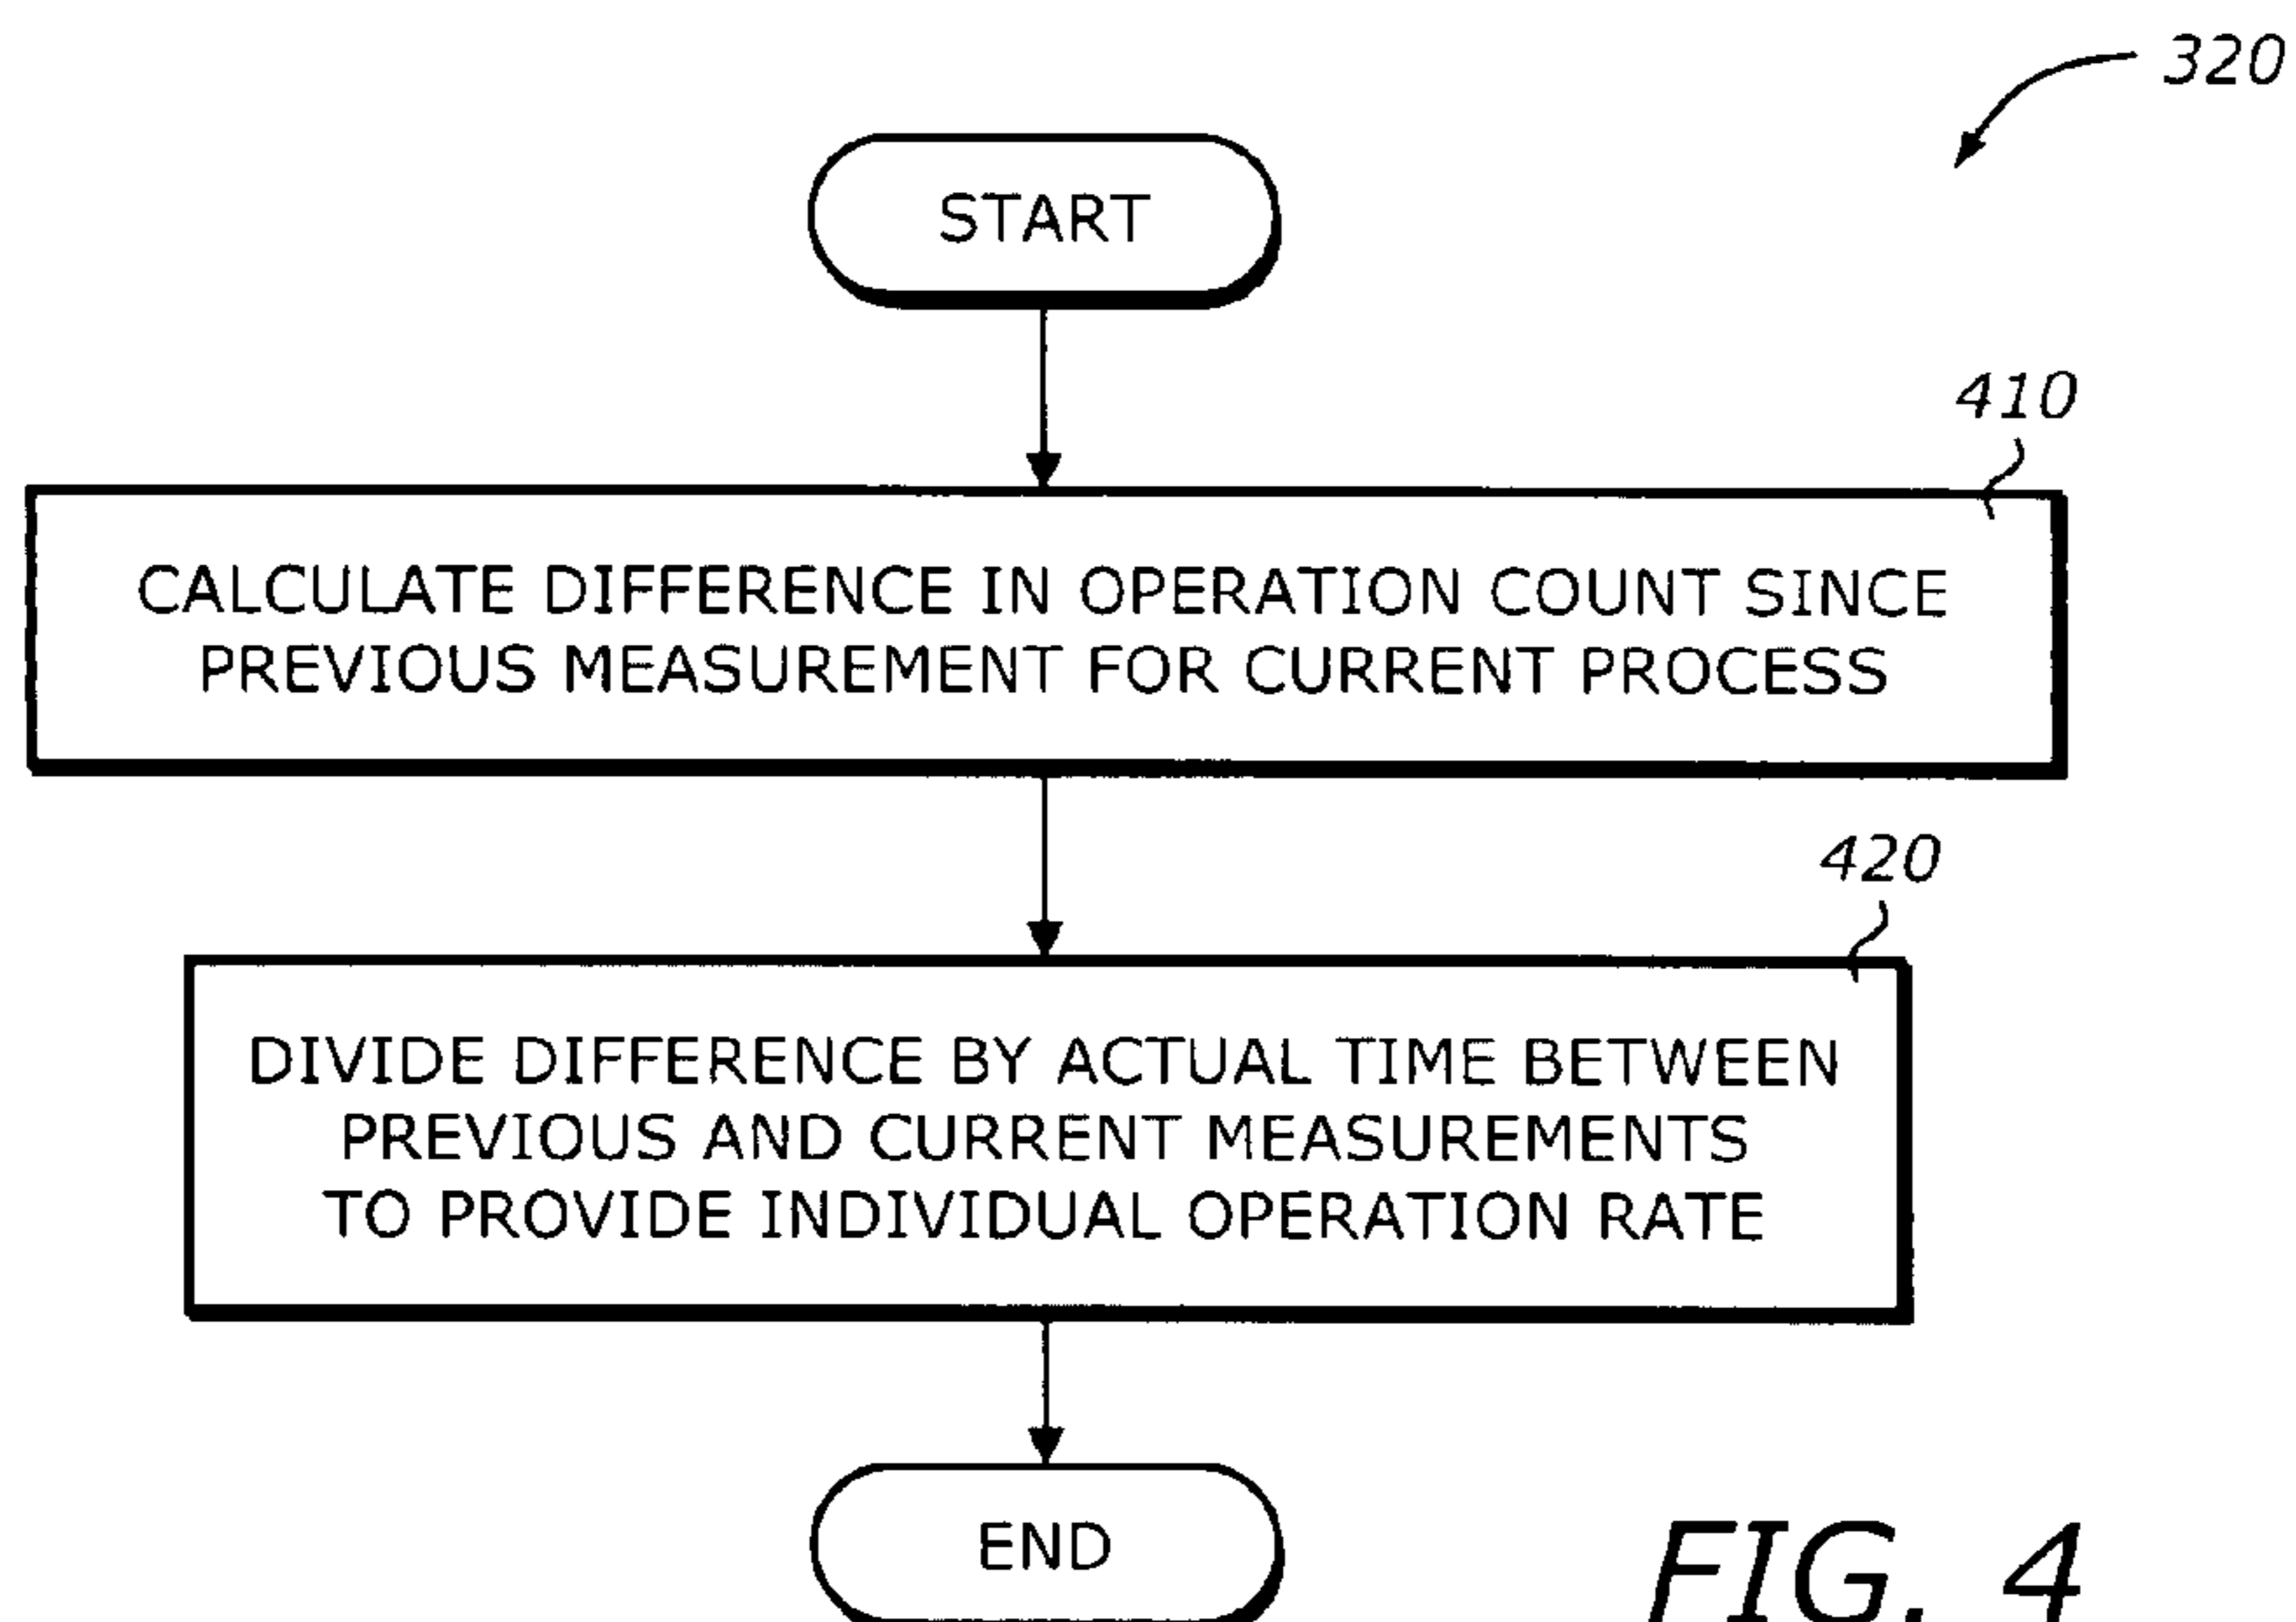 320
START
410
CALCULATE DIFFERENCE IN OPERATION COUNT SINCE
PREVIOUS MEASUREMENT FOR CURRENT PROCESS
420
DIVIDE DIFFERENCE BY ACTUAL TIME BETWEEN
PREVIOUS AND CURRENT MEASUREMENTS
TO PROVIDE INDIVIDUAL OPERATION RATE
END
FIG. 4